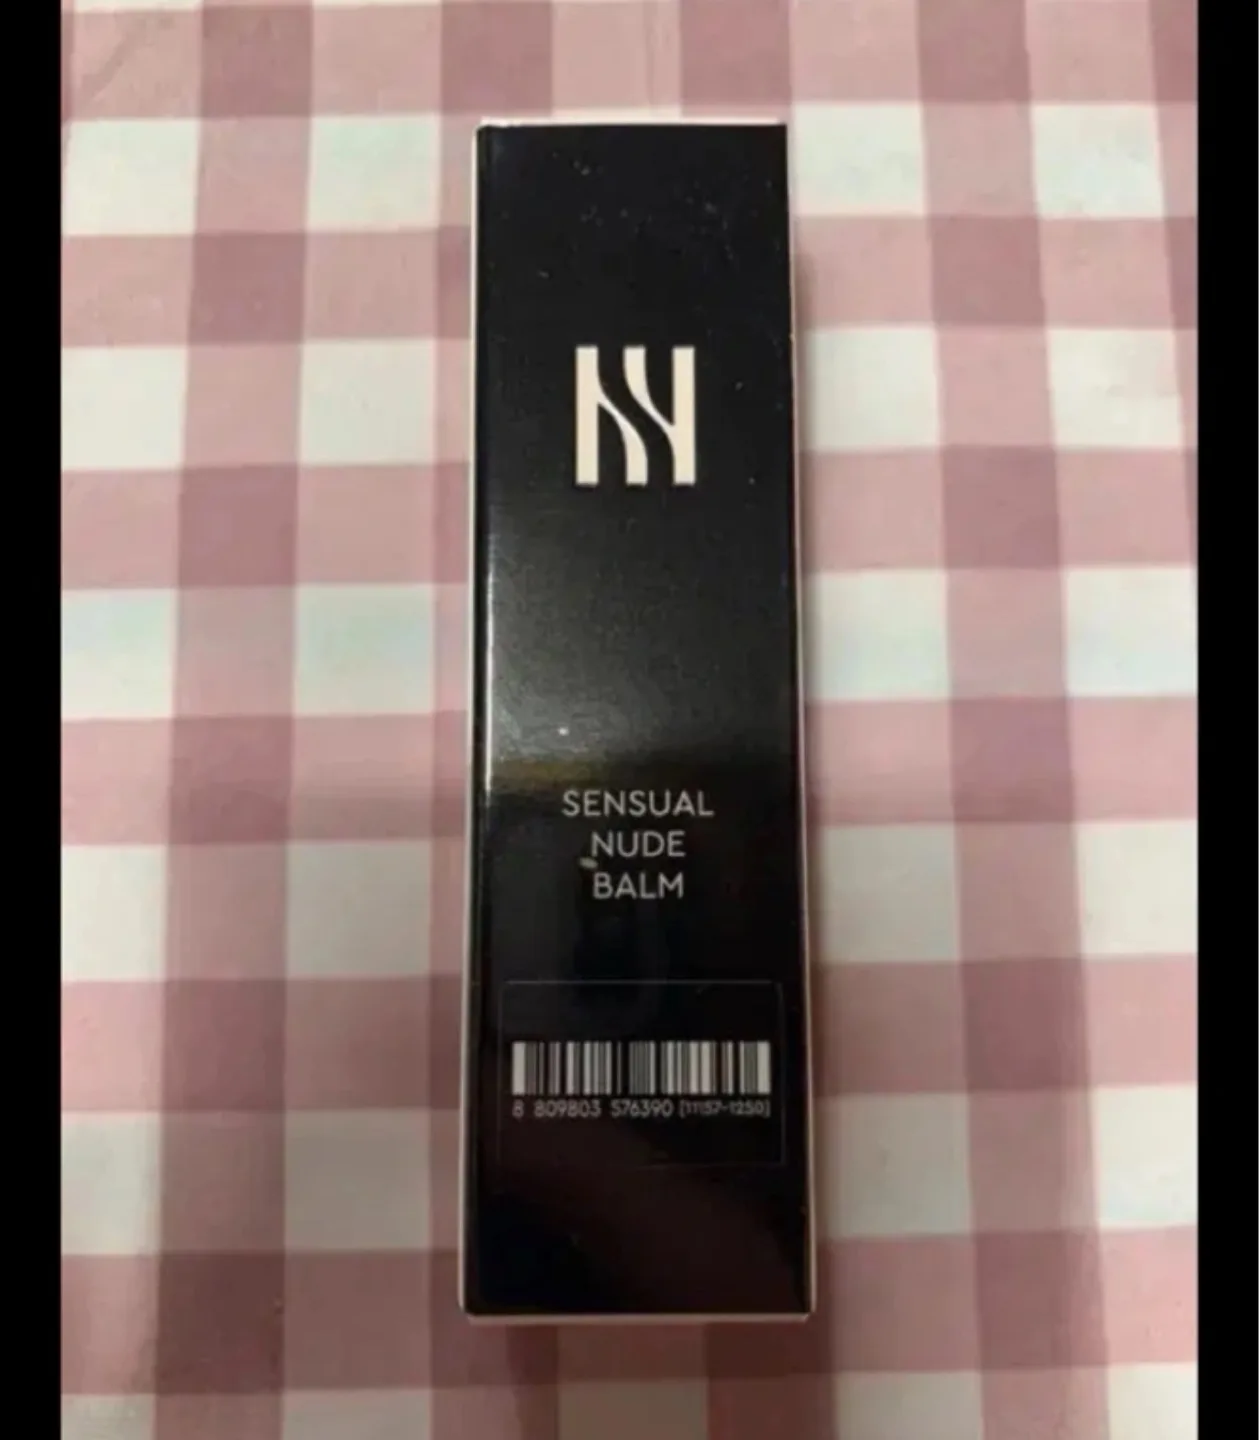 SENSUAL
NUDE
BALM
8 809803 576390 [11157-1250]